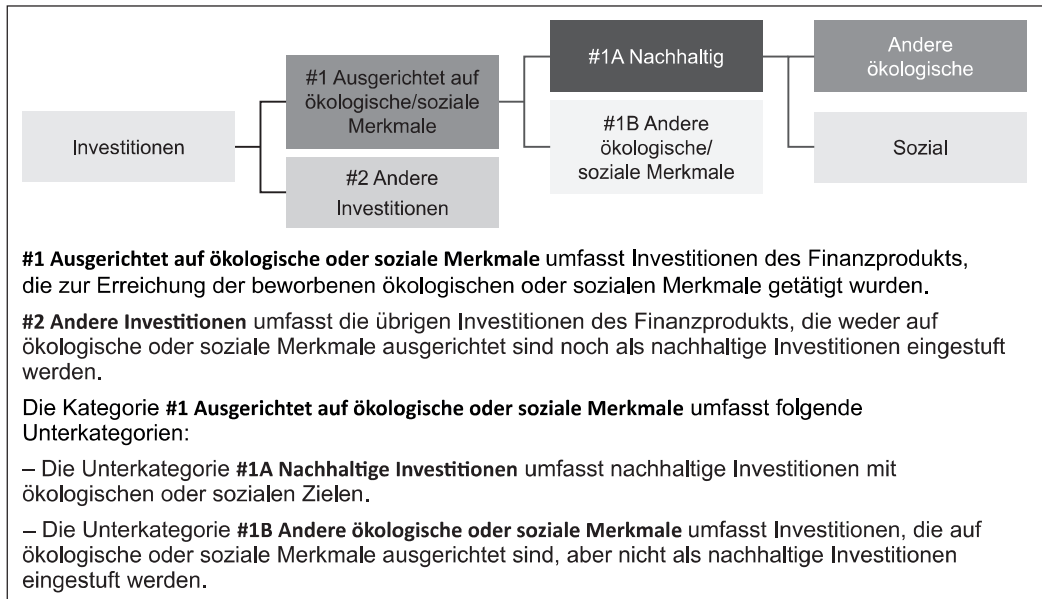 Investitionen
#1 Ausgerichtet auf
ökologische/soziale
Merkmale
#2 Andere
Investitionen
#1A Nachhaltig
#1B Andere
ökologische/
soziale Merkmale
Andere
ökologische
Sozial
#1 Ausgerichtet auf ökologische oder soziale Merkmale umfasst Investitionen des Finanzprodukts,
die zur Erreichung der beworbenen ökologischen oder sozialen Merkmale getätigt wurden.
#2 Andere Investitionen umfasst die übrigen Investitionen des Finanzprodukts, die weder auf
ökologische oder soziale Merkmale ausgerichtet sind noch als nachhaltige Investitionen eingestuft
werden.
Die Kategorie #1 Ausgerichtet auf ökologische oder soziale Merkmale umfasst folgende
Unterkategorien:
– Die Unterkategorie #1A Nachhaltige Investitionen umfasst nachhaltige Investitionen mit
ökologischen oder sozialen Zielen.
– Die Unterkategorie #1B Andere ökologische oder soziale Merkmale umfasst Investitionen, die auf
ökologische oder soziale Merkmale ausgerichtet sind, aber nicht als nachhaltige Investitionen
eingestuft werden.